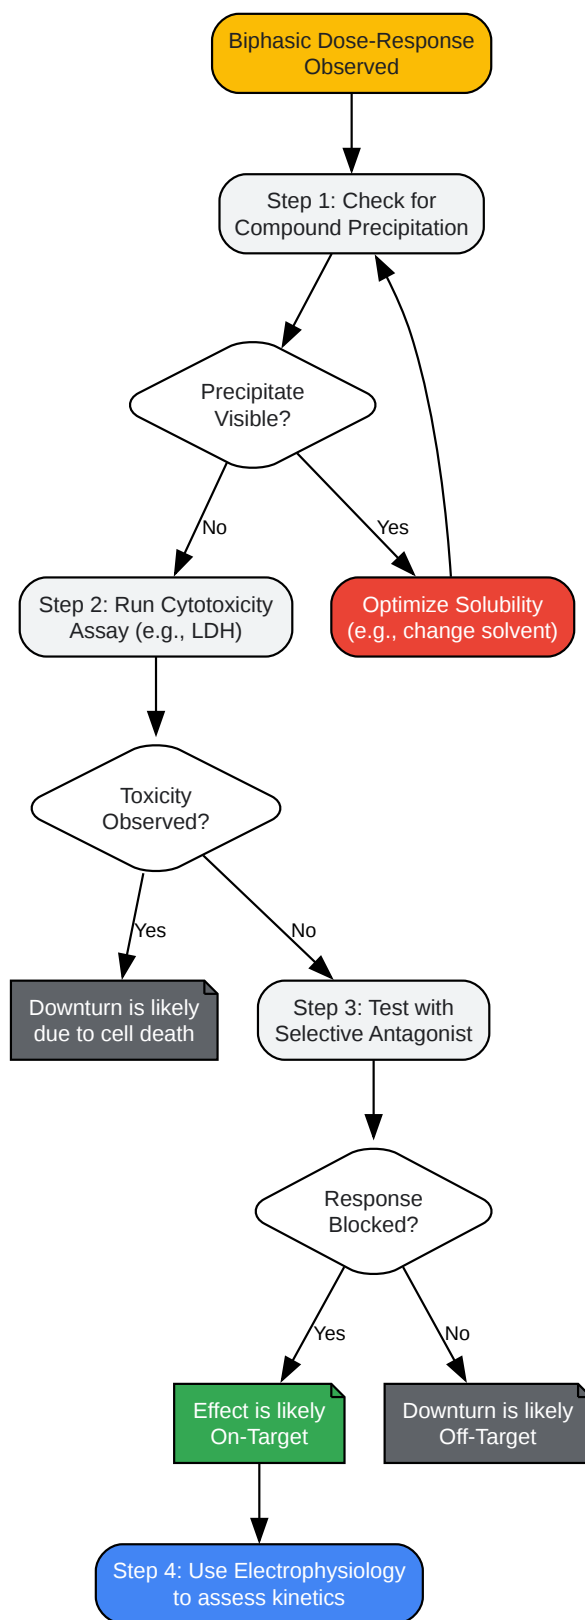 Biphasic Dose-Response
Observed
Step 1: Check for
Compound Precipitation
Precipitate
Visible?
No
Yes
Step 2: Run Cytotoxicity
Assay (e.g., LDH)
Optimize Solubility
(e.g., change solvent)
Toxicity
Observed?
Yes
No
Downturn is likely
due to cell death
Step 3: Test with
Selective Antagonist
Response
Blocked?
Yes
No
Effect is likely
On-Target
Downturn is likely
Off-Target
Step 4: Use Electrophysiology
to assess kinetics